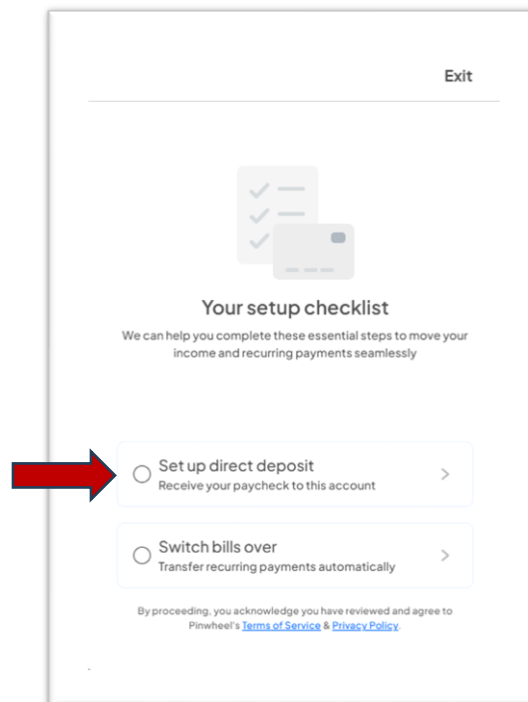 Exit
Your setup checklist
We can help you complete these essential steps to move your
income and recurring payments seamlessly
Set up direct deposit
Receive your paycheck to this account
Switch bills over
Transfer recurring payments automatically
By proceeding, you acknowledge you have reviewed and agree to
Pinwheel's Terms of Service & Privacy Policy.